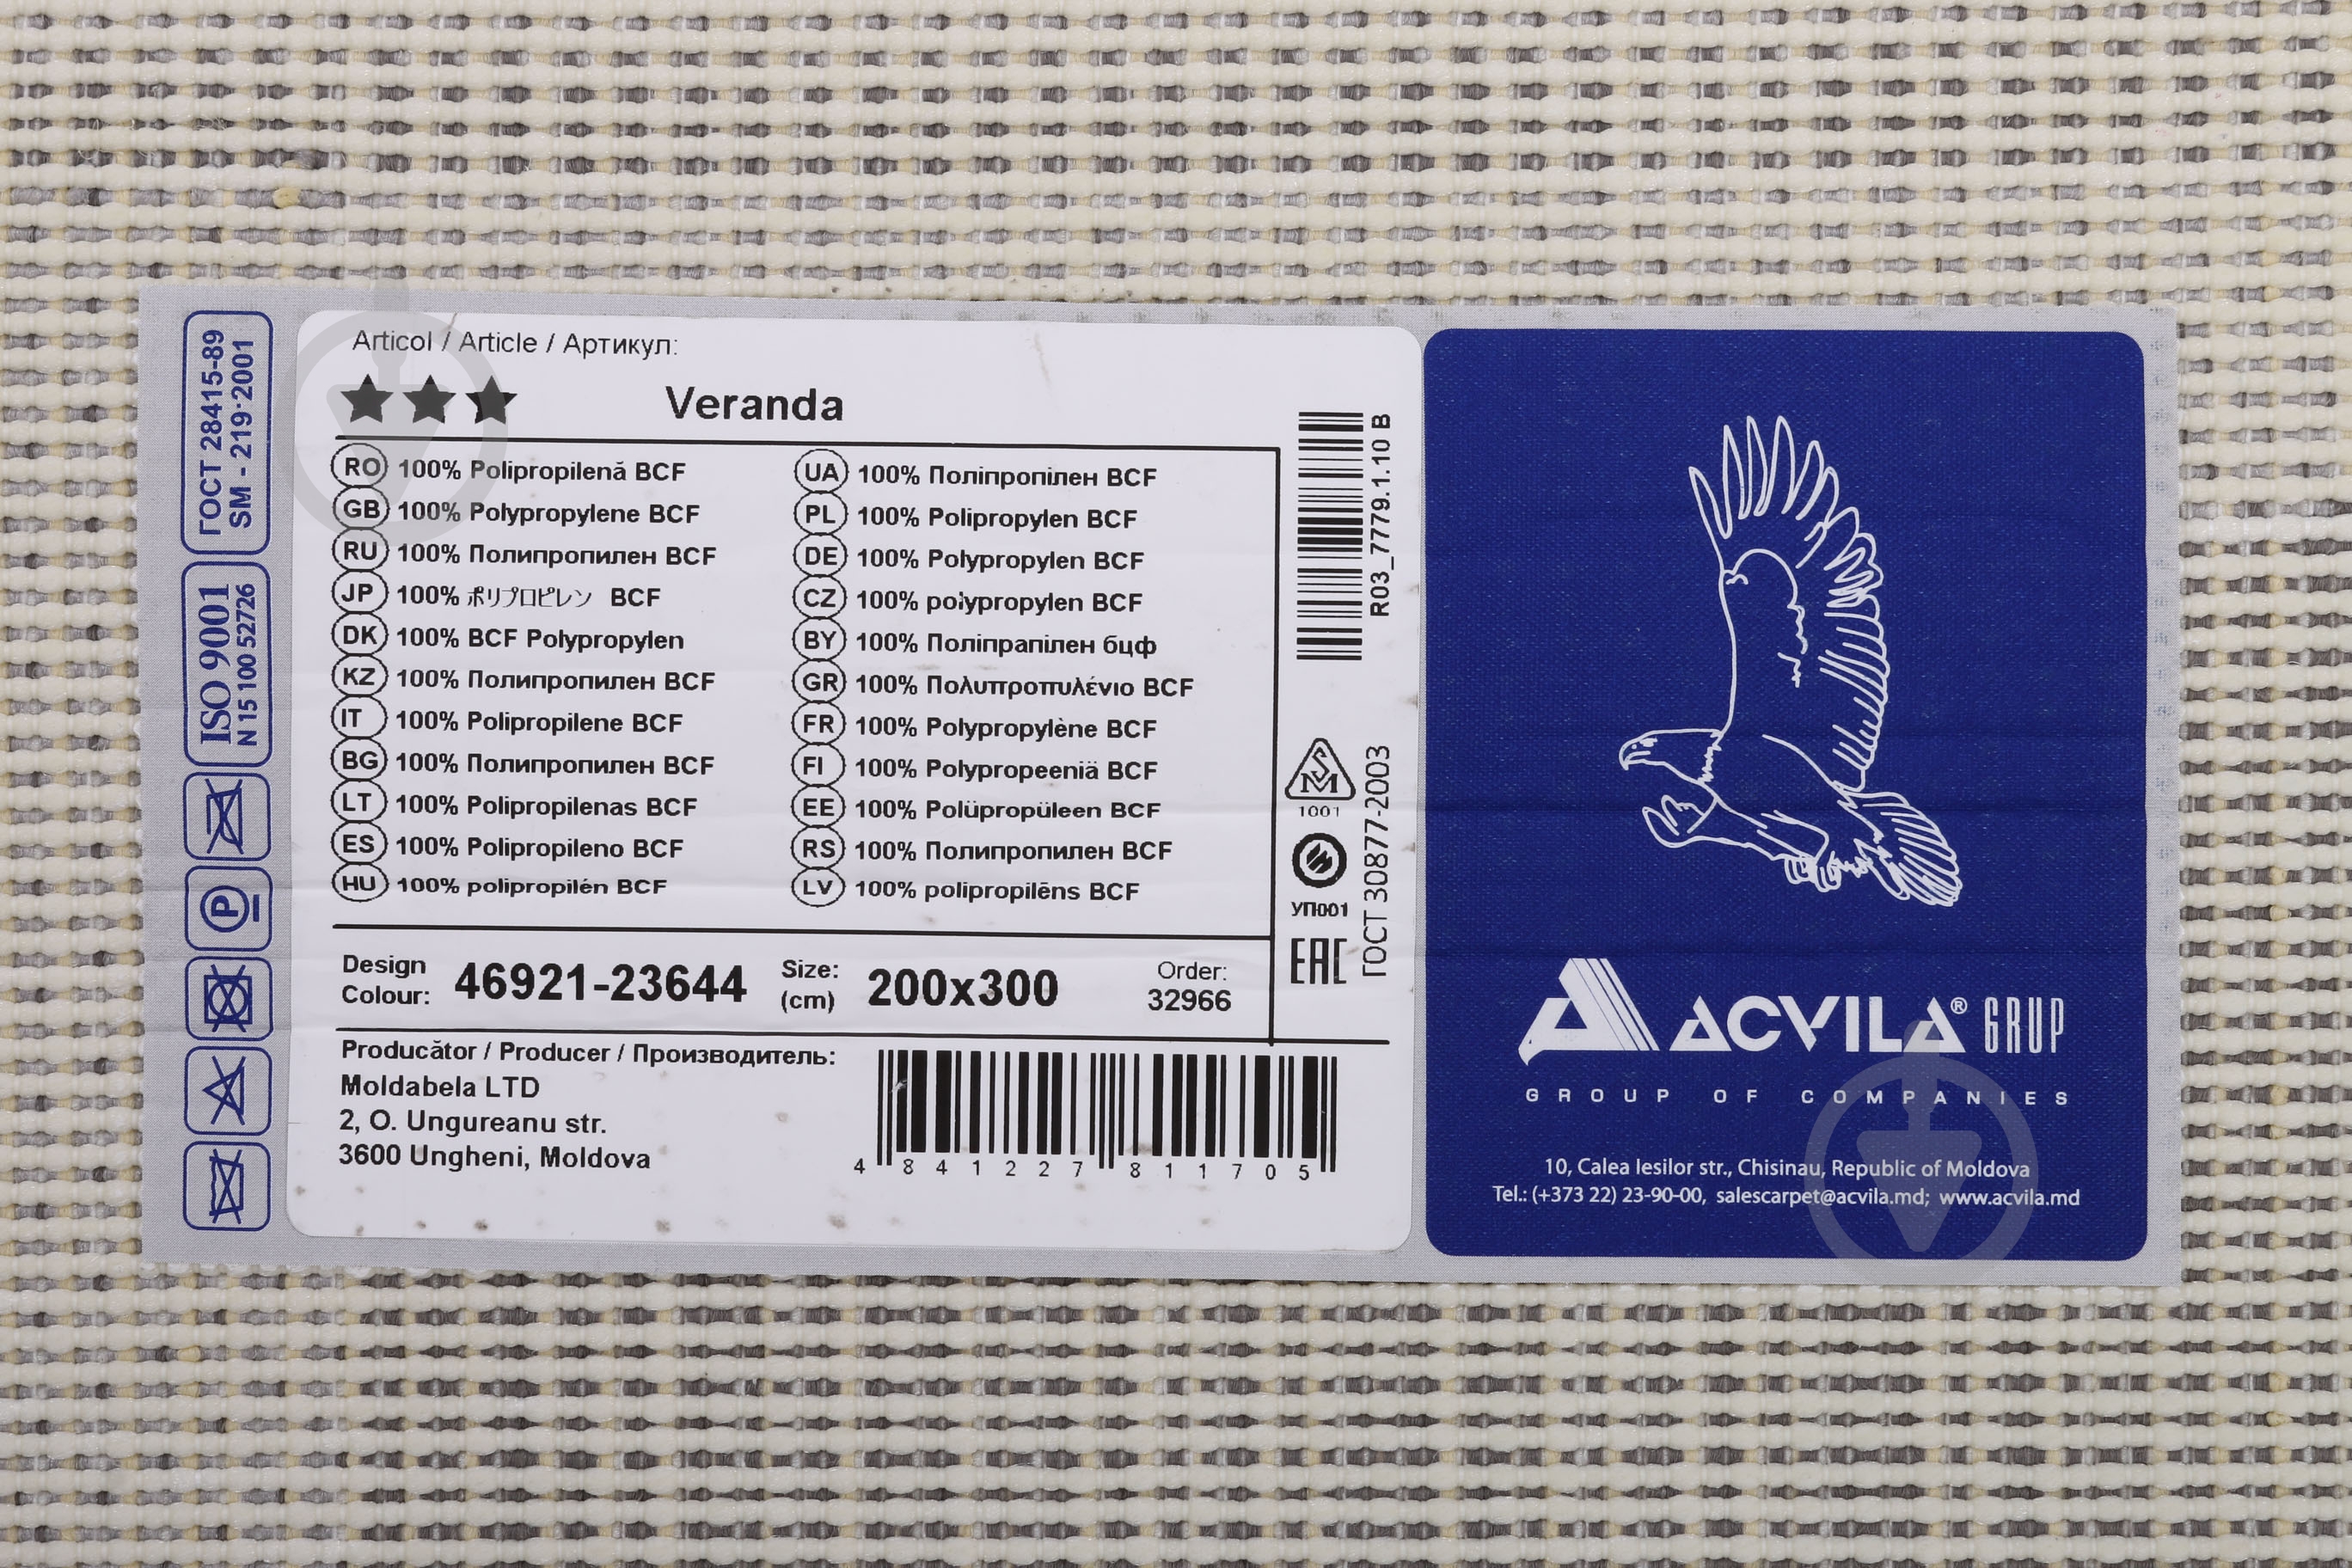 ГОСТ 28415-89
SM - 219:2001
ISO 9001
N 15 100 52726
P
Articol / Article / Артикул:
Veranda
RO 100% Polipropilenă BCF
GB 100% Polypropylene BCF
RU 100% Полипропилен BCF
JP 100% ポリプロピレン BCF
DK 100% BCF Polypropylen
KZ 100% Полипропилен BCF
IT 100% Polipropilene BCF
BG 100% Полипропилен BCF
LT 100% Polipropilenas BCF
ES 100% Polipropileno BCF
HU 100% polipropilén BCF
UA 100% Поліпропілен BCF
PL 100% Polipropylen BCF
DE 100% Polypropylen BCF
CZ 100% polypropylen BCF
BY 100% Поліпрапілен бцф
GR 100% Πολυπροπυλένιο BCF
FR 100% Polypropylène BCF
FI 100% Polypropeeniä BCF
EE 100% Polüpropüleen BCF
RS 100% Полипропилен BCF
LV 100% polipropilēns BCF
R03_7779.1.10 B
SM
1001
УП001
EAC
ГОСТ 30877-2003
Design Colour: 46921-23644 Size: (cm) 200x300 Order: 32966
Producător / Producer / Производитель:
Moldabela LTD
2, O. Ungureanu str.
3600 Ungheni, Moldova
4 841227 811705
ACVILA® GRUP
GROUP OF COMPANIES
10, Calea Iesilor str., Chisinau, Republic of Moldova
Tel.: (+373 22) 23-90-00, salescarpet@acvila.md; www.acvila.md